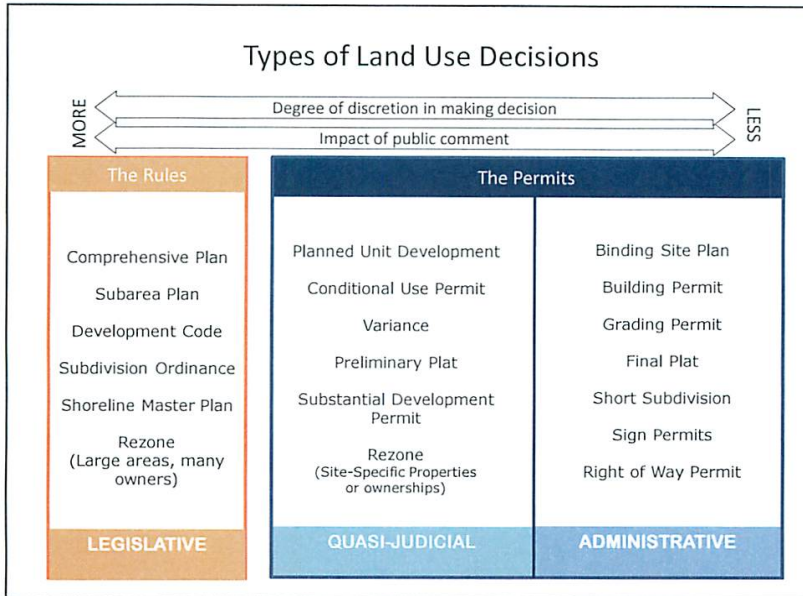 Types of Land Use Decisions
MORE
Degree of discretion in making decision
Impact of public comment
LESS
The Rules
Comprehensive Plan
Subarea Plan
Development Code
Subdivision Ordinance
Shoreline Master Plan
Rezone
(Large areas, many
owners)
LEGISLATIVE
The Permits
Planned Unit Development
Conditional Use Permit
Variance
Preliminary Plat
Substantial Development
Permit
Rezone
(Site-Specific Properties
or ownerships)
QUASI-JUDICIAL
Binding Site Plan
Building Permit
Grading Permit
Final Plat
Short Subdivision
Sign Permits
Right of Way Permit
ADMINISTRATIVE